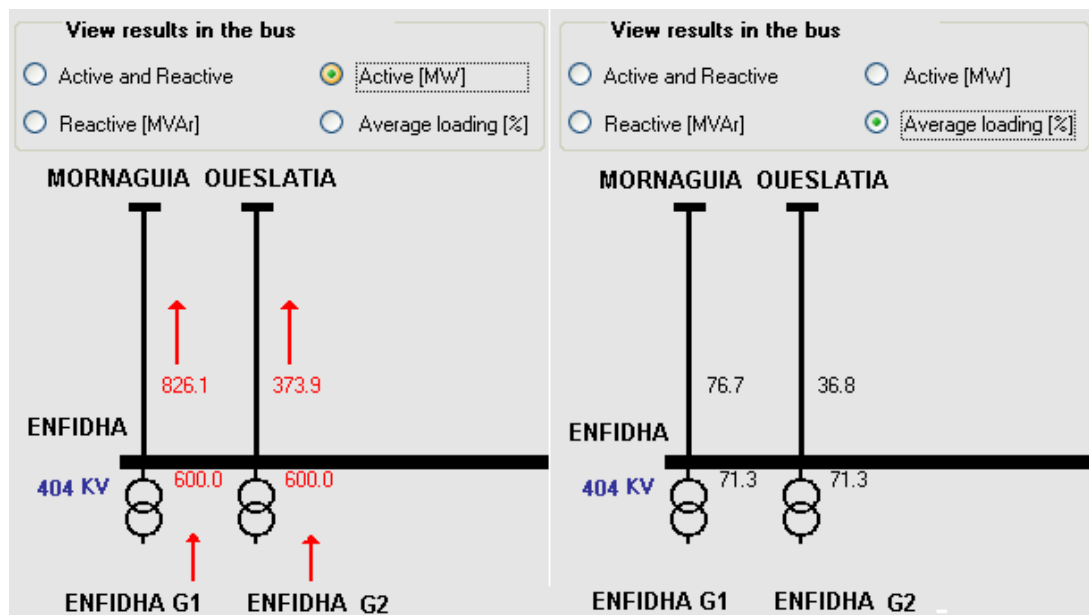 View results in the bus
Active and Reactive
Active [MW]
Reactive [MVAr]
Average loading [%]
MORNAGUIA OUESLATIA
826.1
373.9
ENFIDHA
404 KV
600.0
600.0
ENFIDHA G1
ENFIDHA G2
View results in the bus
Active and Reactive
Active [MW]
Reactive [MVAr]
Average loading [%]
MORNAGUIA OUESLATIA
76.7
36.8
ENFIDHA
404 KV
71.3
71.3
ENFIDHA G1
ENFIDHA G2